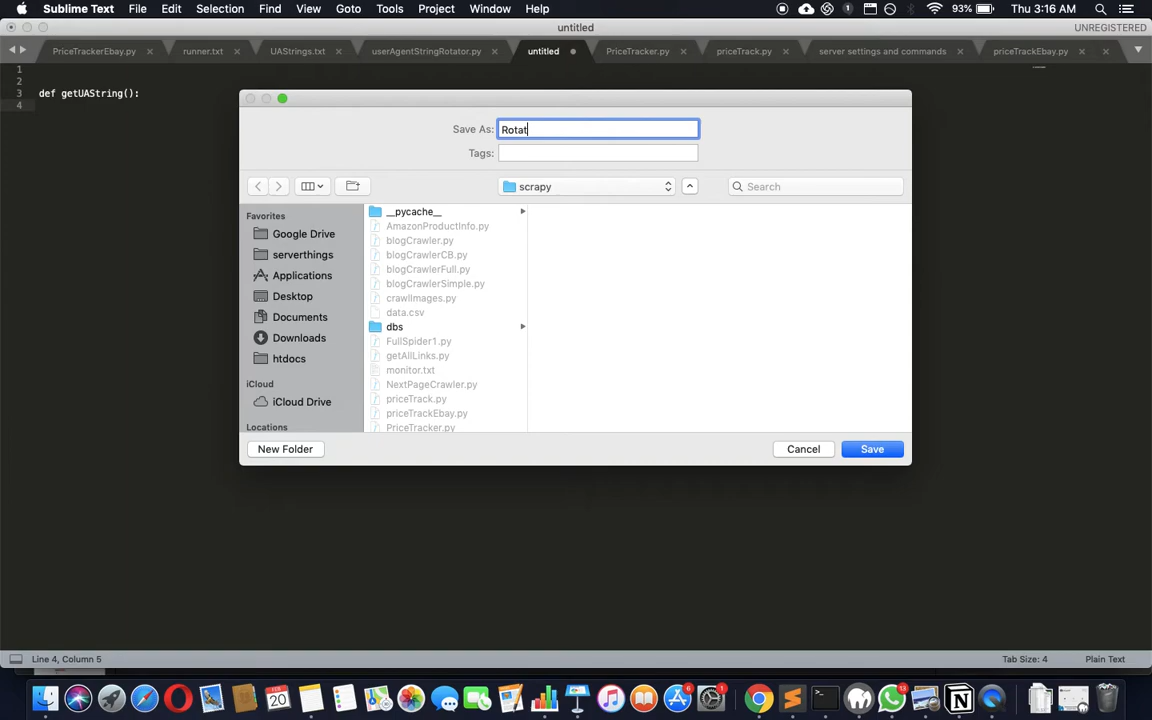 Sublime Text File Edit Selection Find View Goto Tools Project Window Help 1 93% Thu 3:16 AM
untitled UNREGISTERED
PriceTrackerEbay.py runner.txt UAStrings.txt userAgentStringRotator.py untitled PriceTracker.py priceTrack.py server settings and commands priceTrackEbay.py
1
2
3 def getUAString():
4
Save As: Rotat
Tags:
scrapy Search
Favorites
Google Drive
serverthings
Applications
Desktop
Documents
Downloads
htdocs
iCloud
iCloud Drive
Locations
__pycache__
AmazonProductInfo.py
blogCrawler.py
blogCrawlerCB.py
blogCrawlerFull.py
blogCrawlerSimple.py
crawlImages.py
data.csv
dbs
FullSpider1.py
getAllLinks.py
monitor.txt
NextPageCrawler.py
priceTrack.py
priceTrackEbay.py
PriceTracker.py
New Folder Cancel Save
Line 4, Column 5 Tab Size: 4 Plain Text
FEB 20 6 1 13